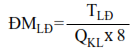 ĐM_LĐ = T_LĐ / (Q_KL x 8)